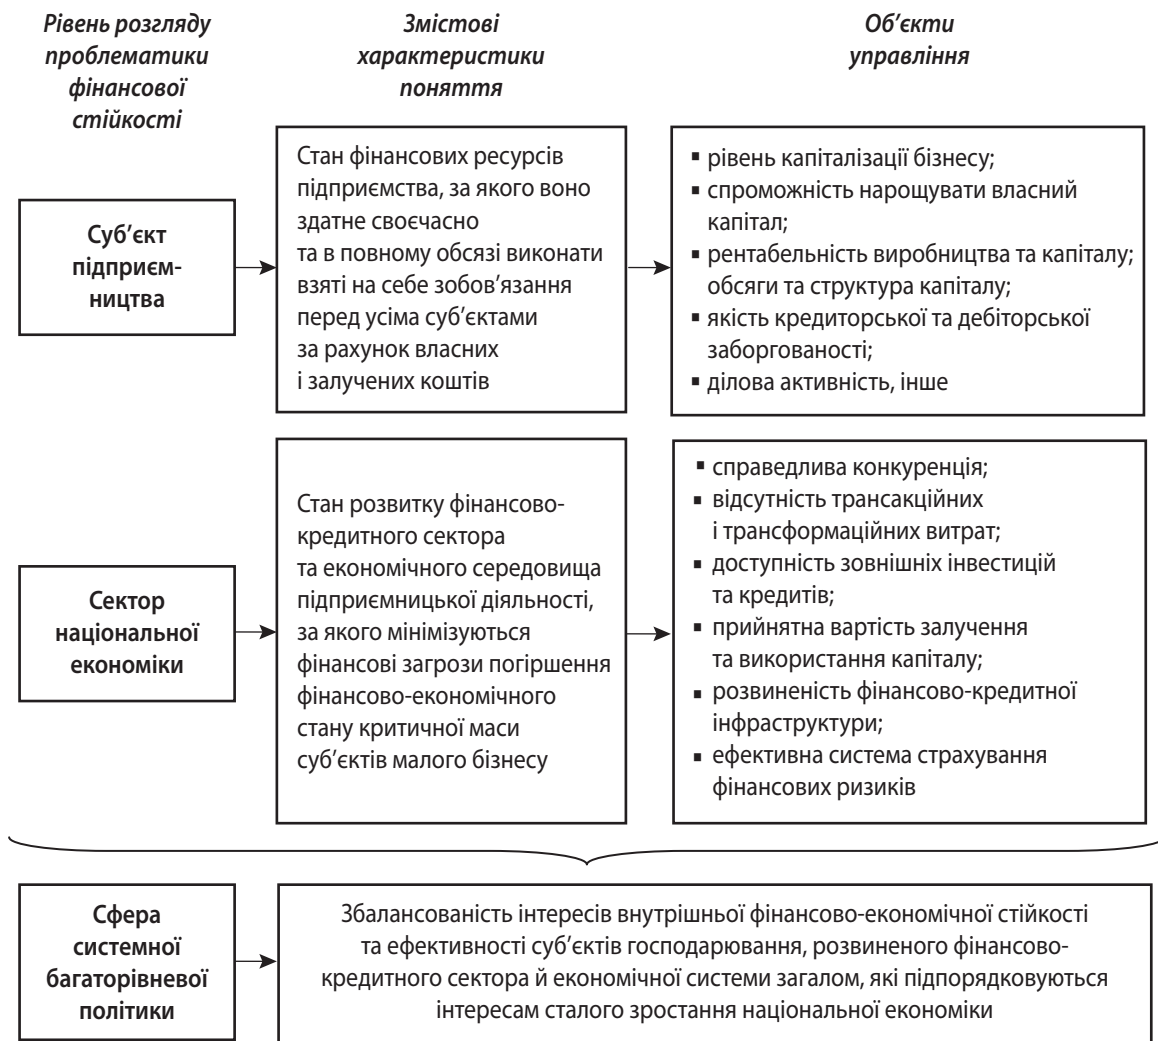 Рівень розгляду
проблематики
фінансової
стійкості
Змістові
характеристики
поняття
Об’єкти
управління
Суб’єкт
підприєм-
ництва
Стан фінансових ресурсів
підприємства, за якого воно
здатне своєчасно
та в повному обсязі виконати
взяті на себе зобов’язання
перед усіма суб’єктами
за рахунок власних
і залучених коштів
▪ рівень капіталізації бізнесу;
▪ спроможність нарощувати власний
капітал;
▪ рентабельність виробництва та капіталу;
обсяги та структура капіталу;
▪ якість кредиторської та дебіторської
заборгованості;
▪ ділова активність, інше
Сектор
національної
економіки
Стан розвитку фінансово-
кредитного сектора
та економічного середовища
підприємницької діяльності,
за якого мінімізуються
фінансові загрози погіршення
фінансово-економічного
стану критичної маси
суб’єктів малого бізнесу
▪ справедлива конкуренція;
▪ відсутність трансакційних
і трансформаційних витрат;
▪ доступність зовнішніх інвестицій
та кредитів;
▪ прийнятна вартість залучення
та використання капіталу;
▪ розвиненість фінансово-кредитної
інфраструктури;
▪ ефективна система страхування
фінансових ризиків
Сфера
системної
багаторівневої
політики
Збалансованість інтересів внутрішньої фінансово-економічної стійкості
та ефективності суб’єктів господарювання, розвиненого фінансово-
кредитного сектора й економічної системи загалом, які підпорядковуються
інтересам сталого зростання національної економіки